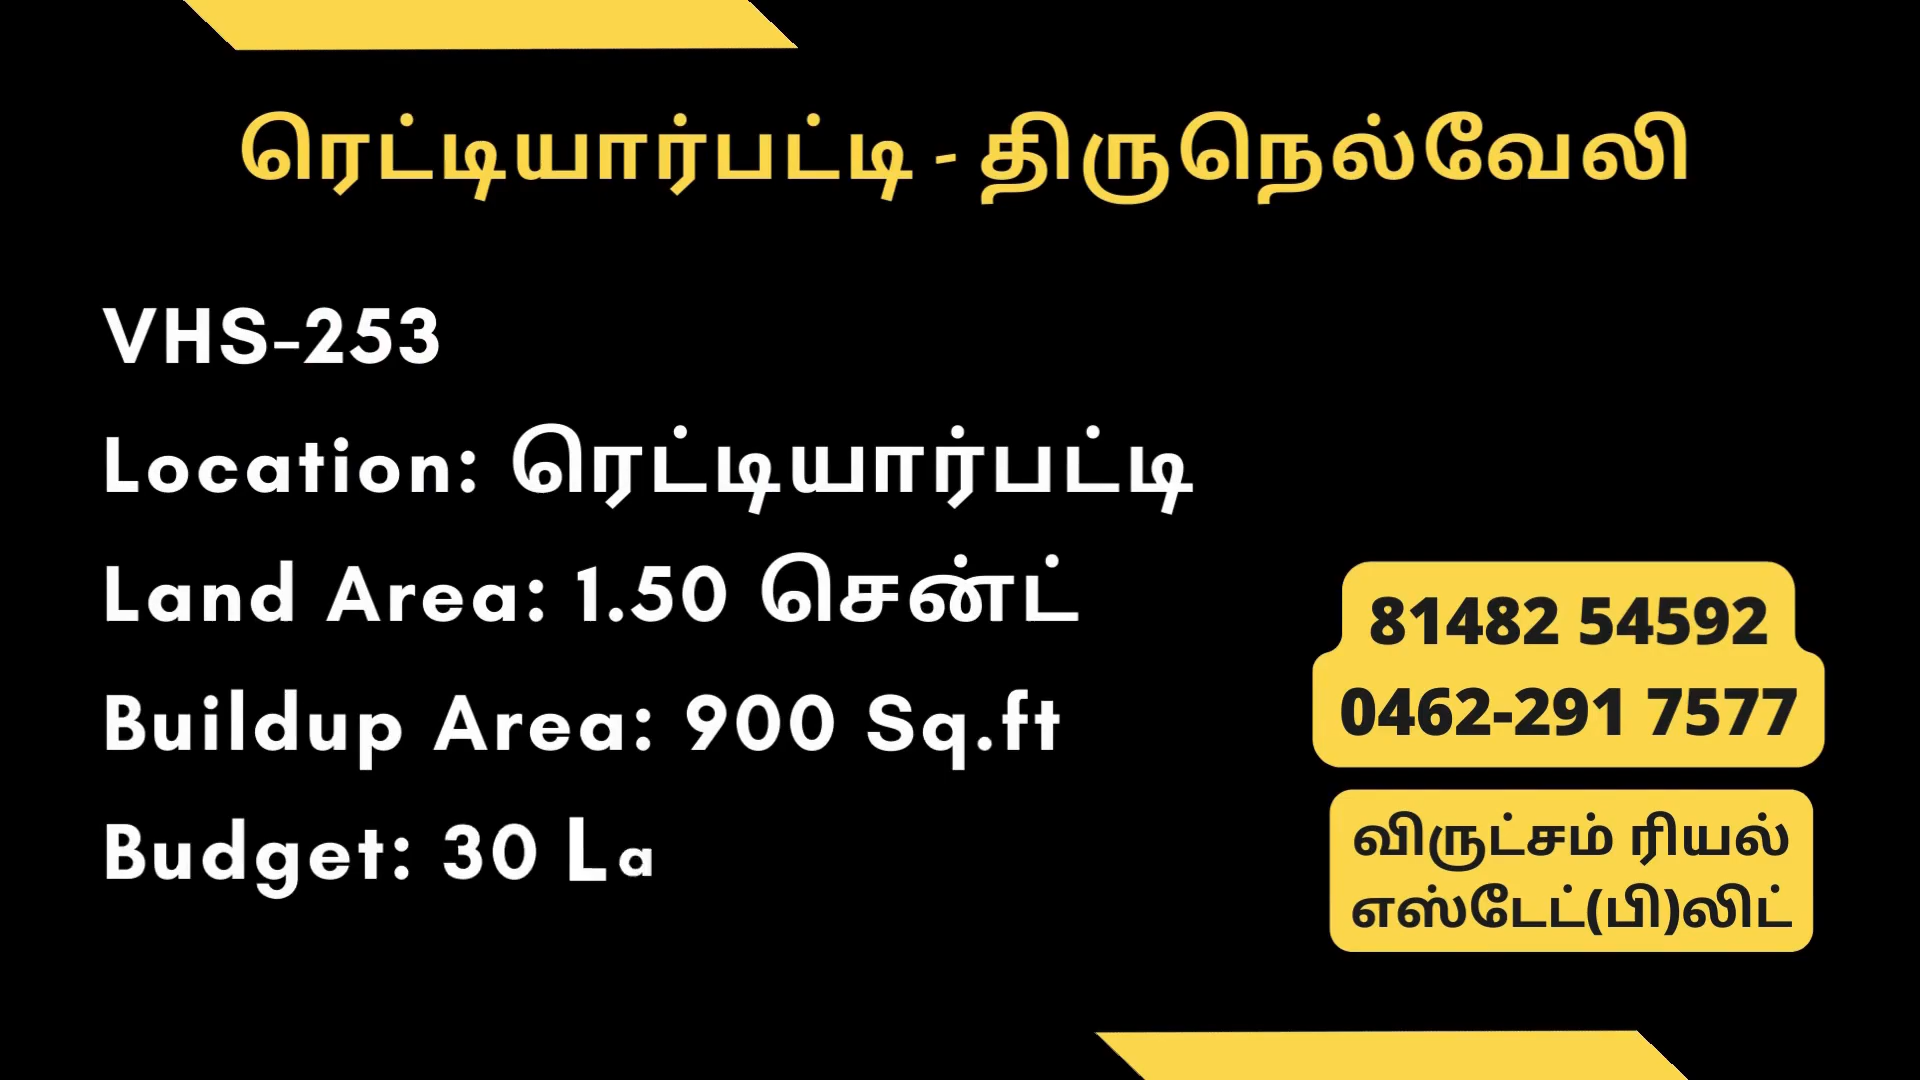 ரெட்டியார்பட்டி - திருநெல்வேலி
VHS-253
Location: ரெட்டியார்பட்டி
Land Area: 1.50 சென்ட்
Buildup Area: 900 Sq.ft
Budget: 30 La
81482 54592
0462-291 7577
விருட்சம் ரியல்
எஸ்டேட்(பி)லிட்